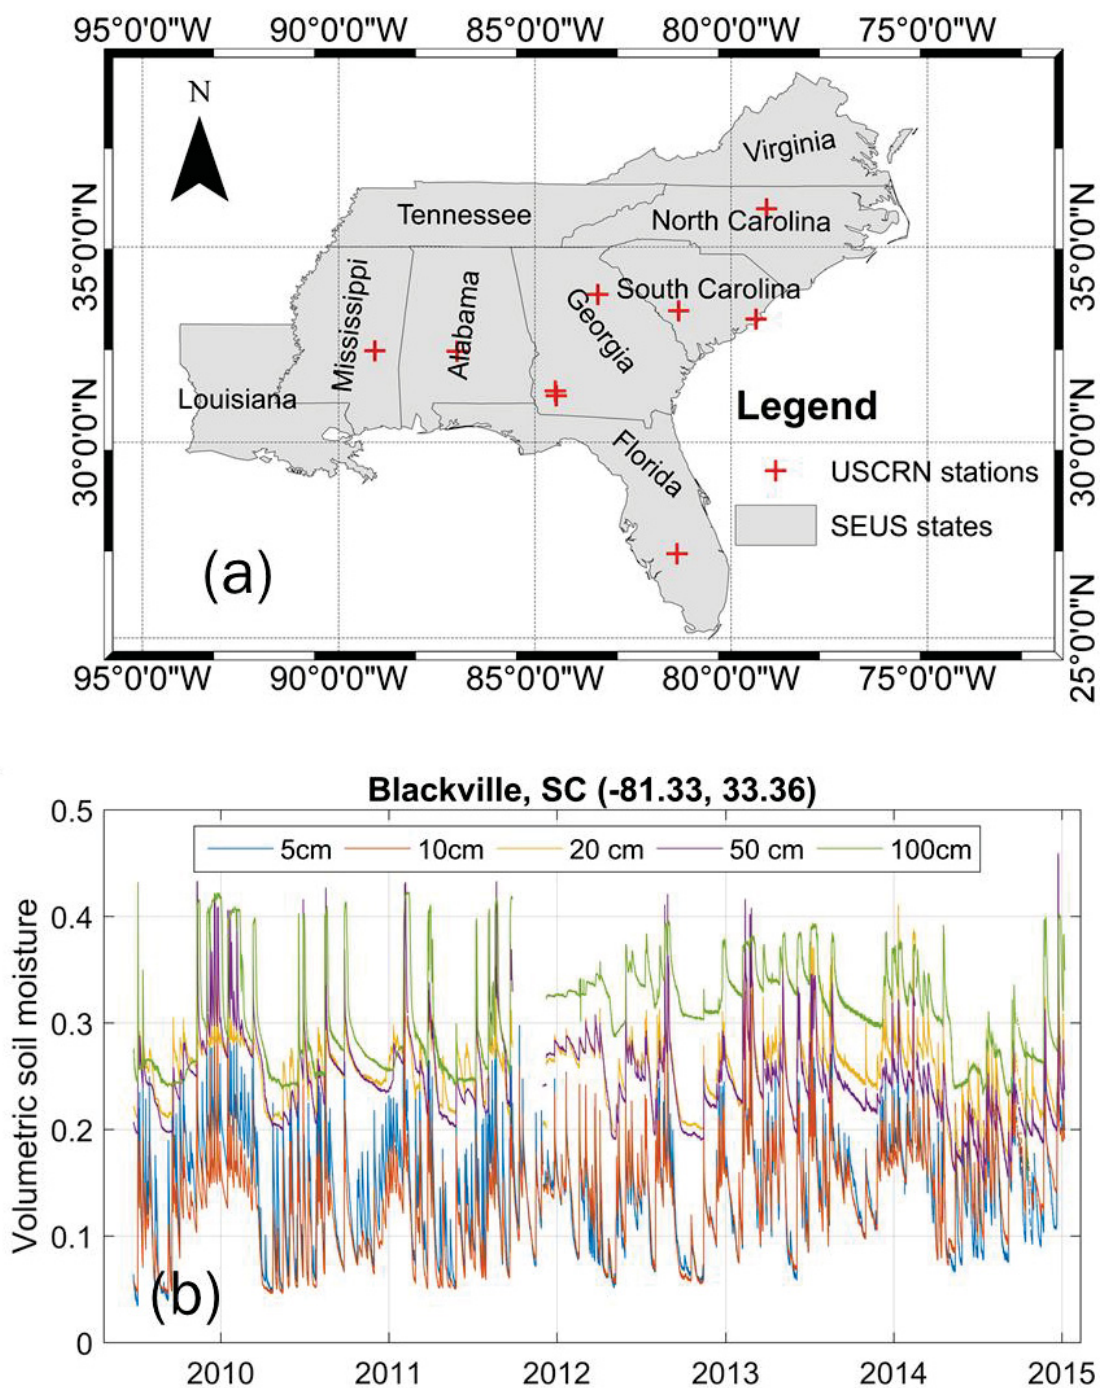 95°0'0"W 90°0'0"W 85°0'0"W 80°0'0"W 75°0'0"W
N
Virginia
Tennessee
North Carolina
35°0'0"N
35°0'0"N
Mississippi
Alabama
Georgia
South Carolina
Louisiana
Florida
30°0'0"N
30°0'0"N
Legend
USCRN stations
SEUS states
(a)
25°0'0"N
95°0'0"W 90°0'0"W 85°0'0"W 80°0'0"W 75°0'0"W
Blackville, SC (-81.33, 33.36)
5cm 10cm 20 cm 50 cm 100cm
Volumetric soil moisture
0.5
0.4
0.3
0.2
0.1
0
(b)
2010 2011 2012 2013 2014 2015